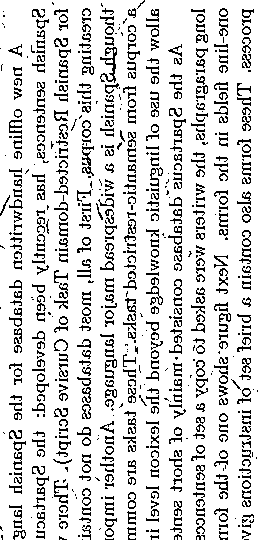 A new offline handwritten database for the Spanish lang
Spanish sentences, has recently been developed: the Spartacu
for Spanish Restricted-domain Task of Cursive Script). There w
creating this corpus. First of all, most databases do not contai
though Spanish is a widespread major language. Another impor
a corpus from semantic-restricted tasks. These tasks are comm
allow the use of linguistic knowledge beyond the lexicon level i
As the Spartacus database consisted mainly of short sente
long paragraphs, the writers were asked to copy a set of sentences
one-line fields in the forms. Next figure shows one of the form
process. These forms also contain a brief set of instructions giv